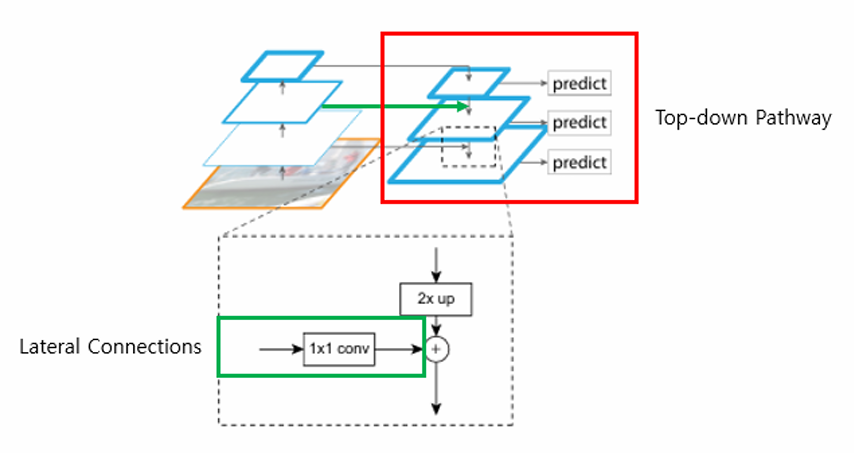 predict
Top-down Pathway
predict
predict
2x up
Lateral Connections
1x1 conv
+